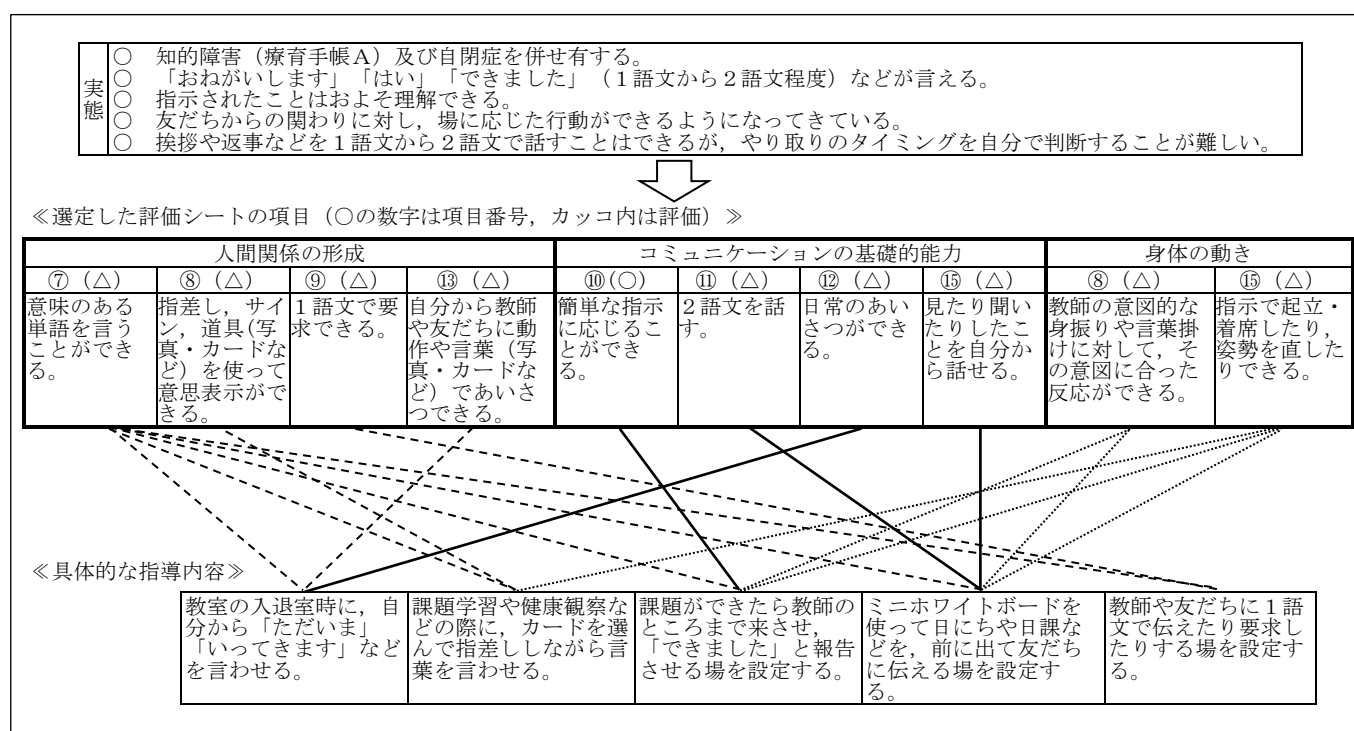 実態
○ 知的障害(療育手帳A)及び自閉症を併せ有する。
○ 「おねがいします」「はい」「できました」(1語文から2語文程度)などが言える。
○ 指示されたことはおよそ理解できる。
○ 友だちからの関わりに対し,場に応じた行動ができるようになってきている。
○ 挨拶や返事などを1語文から2語文で話すことはできるが,やり取りのタイミングを自分で判断することが難しい。
≪選定した評価シートの項目(○の数字は項目番号,カッコ内は評価)≫
人間関係の形成
コミュニケーションの基礎的能力
身体の動き
⑦(△)
⑧(△)
⑨(△)
⑬(△)
⑩(○)
⑪(△)
⑫(△)
⑮(△)
⑧(△)
⑮(△)
意味のある
単語を言う
ことができ
る。
指差し,サイ
ン,道具(写
真・カードな
ど)を使って
意思表示がで
きる。
1語文で要
求できる。
自分から教師
や友だちに動
作や言葉(写
真・カードな
ど)であいさ
つできる。
簡単な指示
に応じるこ
とができ
る。
2語文を話
す。
日常のあい
さつができ
る。
見たり聞い
たりしたこ
とを自分か
ら話せる。
教師の意図的な
身振りや言葉掛
けに対して,そ
の意図に合った
反応ができる。
指示で起立・
着席したり,
姿勢を直した
りできる。
≪具体的な指導内容≫
教室の入退室時に,自
分から「ただいま」
「いってきます」など
を言わせる。
課題学習や健康観察な
どの際に,カードを選
んで指差ししながら言
葉を言わせる。
課題ができたら教師の
ところまで来させ,
「できました」と報告
させる場を設定する。
ミニホワイトボードを
使って日にちや日課な
どを,前に出て友だち
に伝える場を設定す
る。
教師や友だちに1語
文で伝えたり要求し
たりする場を設定す
る。